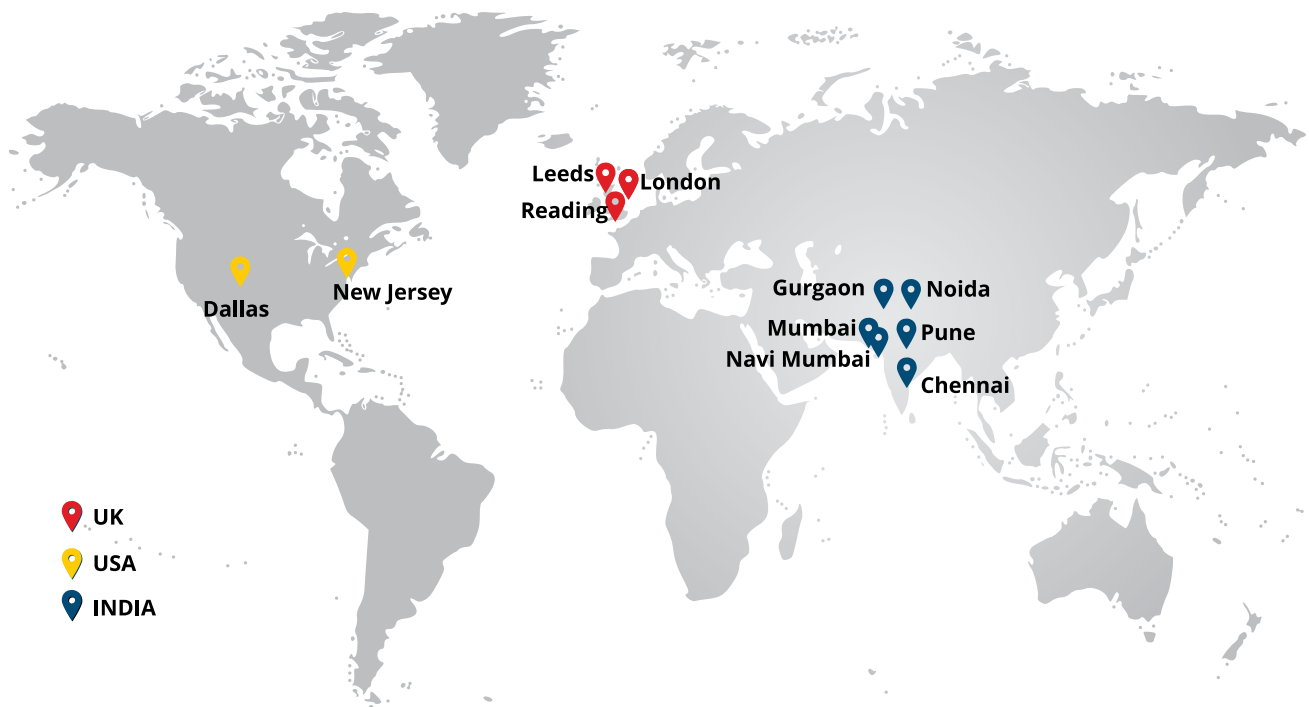 Leeds
London
Reading
Dallas
New Jersey
Gurgaon
Noida
Mumbai
Pune
Navi Mumbai
Chennai
UK
USA
INDIA